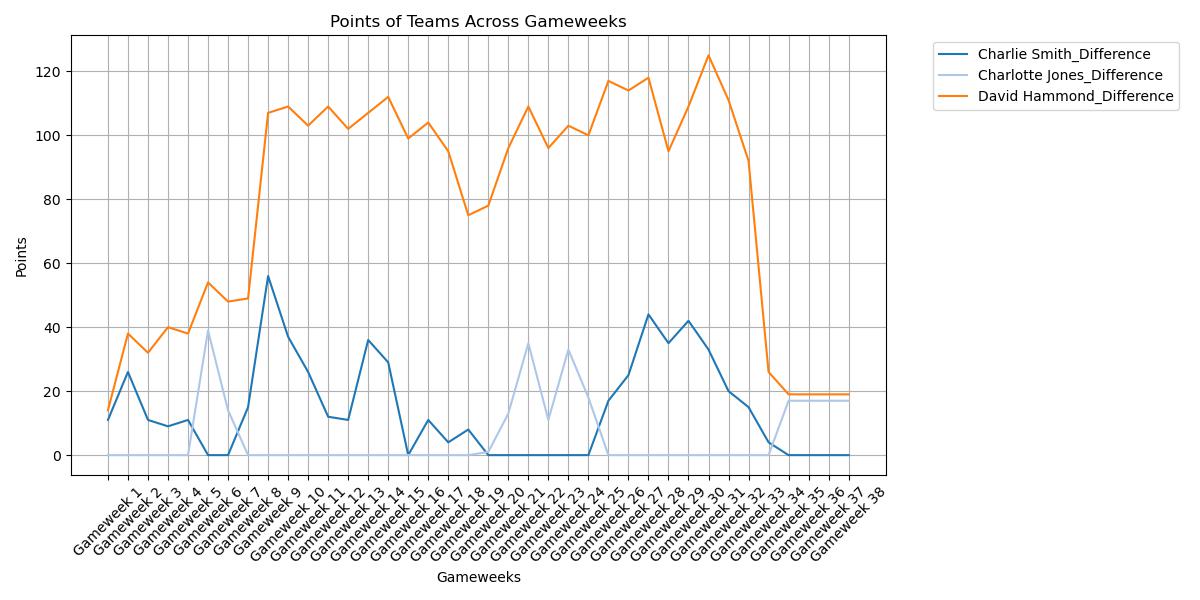 Points of Teams Across Gameweeks
Charlie Smith_Difference
Charlotte Jones_Difference
David Hammond_Difference
Points
120
100
80
60
40
20
0
Gameweek 1
Gameweek 2
Gameweek 3
Gameweek 4
Gameweek 5
Gameweek 6
Gameweek 7
Gameweek 8
Gameweek 9
Gameweek 10
Gameweek 11
Gameweek 12
Gameweek 13
Gameweek 14
Gameweek 15
Gameweek 16
Gameweek 17
Gameweek 18
Gameweek 19
Gameweek 20
Gameweek 21
Gameweek 22
Gameweek 23
Gameweek 24
Gameweek 25
Gameweek 26
Gameweek 27
Gameweek 28
Gameweek 29
Gameweek 30
Gameweek 31
Gameweek 32
Gameweek 33
Gameweek 34
Gameweek 35
Gameweek 36
Gameweek 37
Gameweek 38
Gameweeks